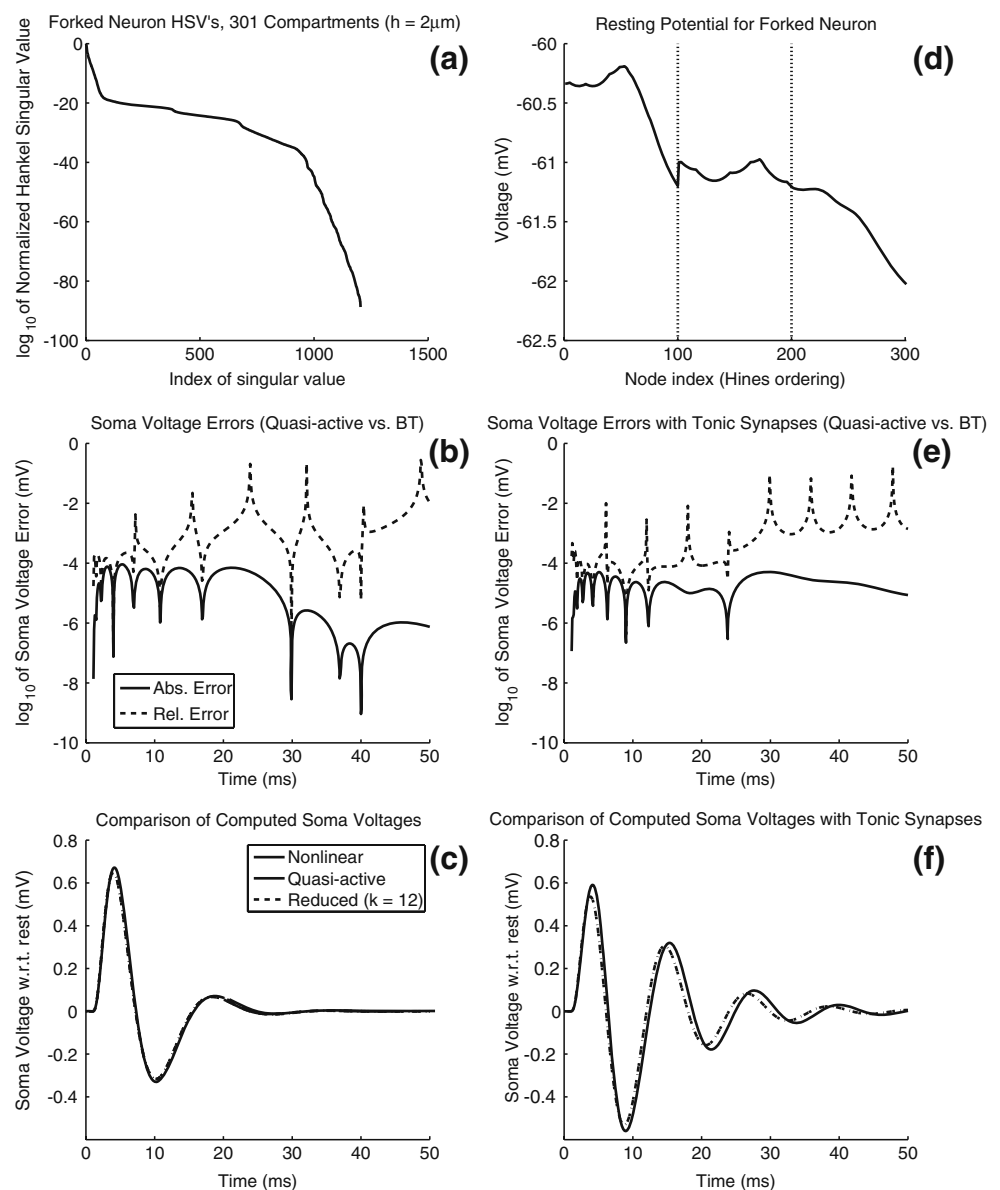 Forked Neuron HSV's, 301 Compartments (h = 2μm)
(a)
log10 of Normalized Hankel Singular Value
0
-20
-40
-60
-80
-100
0 500 1000 1500
Index of singular value
Resting Potential for Forked Neuron
(d)
Voltage (mV)
-60
-60.5
-61
-61.5
-62
-62.5
0 100 200 300
Node index (Hines ordering)
Soma Voltage Errors (Quasi-active vs. BT)
(b)
log10 of Soma Voltage Error (mV)
0
-2
-4
-6
-8
-10
Abs. Error
Rel. Error
0 10 20 30 40 50
Time (ms)
Soma Voltage Errors with Tonic Synapses (Quasi-active vs. BT)
(e)
log10 of Soma Voltage Error (mV)
0
-2
-4
-6
-8
-10
0 10 20 30 40 50
Time (ms)
Comparison of Computed Soma Voltages
(c)
Soma Voltage w.r.t. rest (mV)
0.8
0.6
0.4
0.2
0
-0.2
-0.4
Nonlinear
Quasi-active
Reduced (k = 12)
0 10 20 30 40 50
Time (ms)
Comparison of Computed Soma Voltages with Tonic Synapses
(f)
Soma Voltage w.r.t. rest (mV)
0.8
0.6
0.4
0.2
0
-0.2
-0.4
0 10 20 30 40 50
Time (ms)